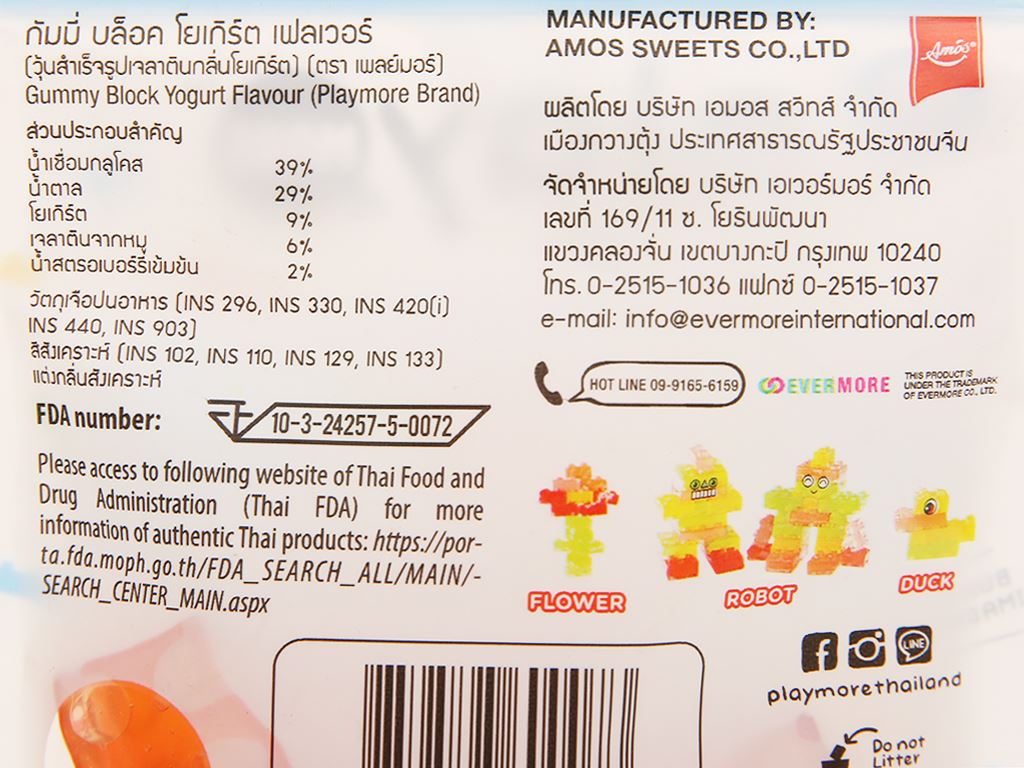 กัมมี่ บล็อค โยเกิร์ต เฟลเวอร์
(วุ้นสำเร็จรูปเจลาตินกลิ่นโยเกิร์ต) (ตรา เพลย์มอร์)
Gummy Block Yogurt Flavour (Playmore Brand)
ส่วนประกอบสำคัญ
น้ำเชื่อมกลูโคส 39%
น้ำตาล 29%
โยเกิร์ต 9%
เจลาตินจากหมู 6%
น้ำสตรอเบอร์รี่เข้มข้น 2%
วัตถุเจือปนอาหาร (INS 296, INS 330, INS 420(i)
INS 440, INS 903)
สีสังเคราะห์ (INS 102, INS 110, INS 129, INS 133)
แต่งกลิ่นสังเคราะห์
FDA number: 10-3-24257-5-0072
Please access to following website of Thai Food and
Drug Administration (Thai FDA) for more
information of authentic Thai products: https://por-
ta.fda.moph.go.th/FDA_SEARCH_ALL/MAIN/-
SEARCH_CENTER_MAIN.aspx
MANUFACTURED BY:
AMOS SWEETS CO.,LTD
Amos®
ผลิตโดย บริษัท เอมอส สวีทส์ จำกัด
เมืองกวางตุ้ง ประเทศสาธารณรัฐประชาชนจีน
จัดจำหน่ายโดย บริษัท เอเวอร์มอร์ จำกัด
เลขที่ 169/11 ซ. โยธินพัฒนา
แขวงคลองจั่น เขตบางกะปิ กรุงเทพ 10240
โทร. 0-2515-1036 แฟกซ์ 0-2515-1037
e-mail: info@evermoreinternational.com
HOT LINE 09-9165-6159
EVERMORE
THIS PRODUCT IS
UNDER THE TRADEMARK
OF EVERMORE CO., LTD.
FLOWER
ROBOT
DUCK
LINE
playmorethailand
Do not
Litter